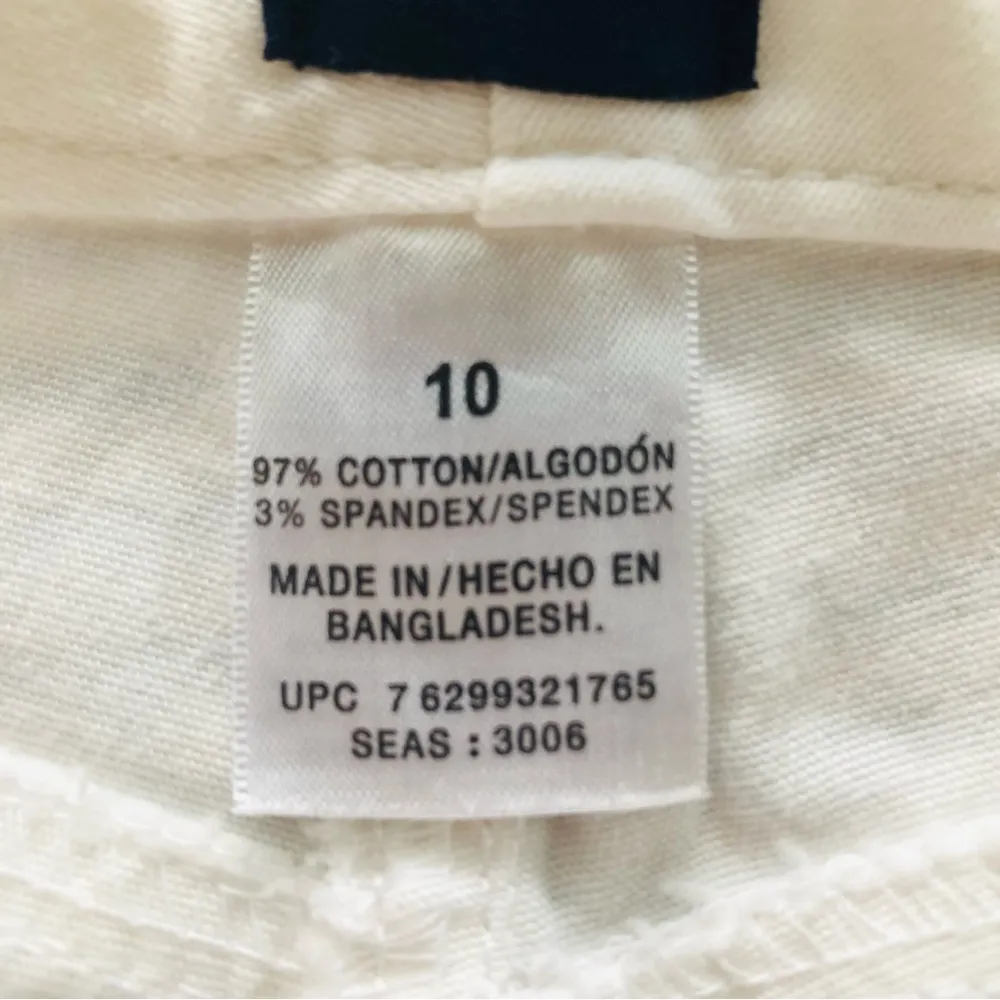 10
97% COTTON/ALGODÓN
3% SPANDEX/SPENDEX
MADE IN/HECHO EN
BANGLADESH.
UPC 7 6299321765
SEAS : 3006